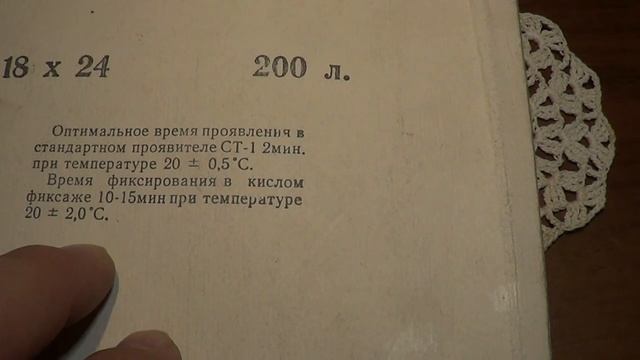 18 х 24 200 л.
Оптимальное время проявления в
стандартном проявителе СТ-1 2мин.
при температуре 20 ± 0,5°С.
Время фиксирования в кислом
фиксаже 10-15мин при температуре
20 ± 2,0°С.